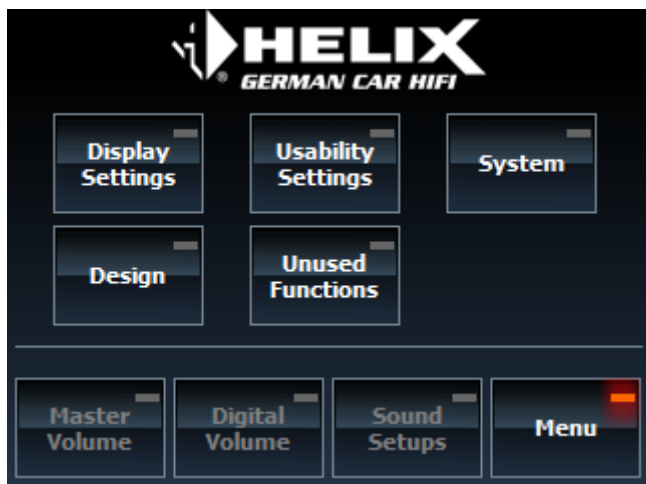 HELIX
® GERMAN CAR HIFI
Display
Settings
Usability
Settings
System
Design
Unused
Functions
Master
Volume
Digital
Volume
Sound
Setups
Menu